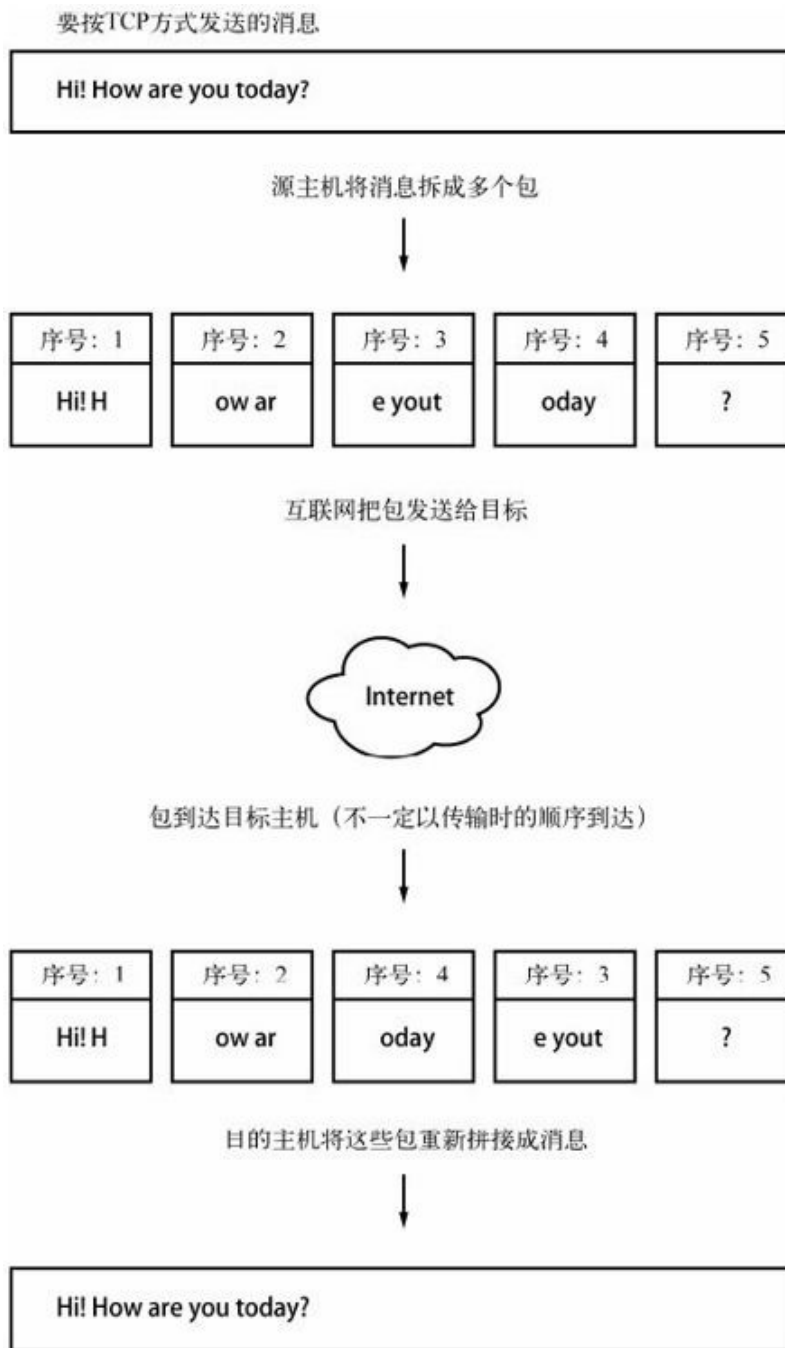 要按TCP方式发送的消息
Hi! How are you today?
源主机将消息拆成多个包
序号: 1 序号: 2 序号: 3 序号: 4 序号: 5
Hi! H ow ar e yout oday ?
互联网把包发送给目标
Internet
包到达目标主机（不一定以传输时的顺序到达）
序号: 1 序号: 2 序号: 4 序号: 3 序号: 5
Hi! H ow ar oday e yout ?
目的主机将这些包重新拼接成消息
Hi! How are you today?